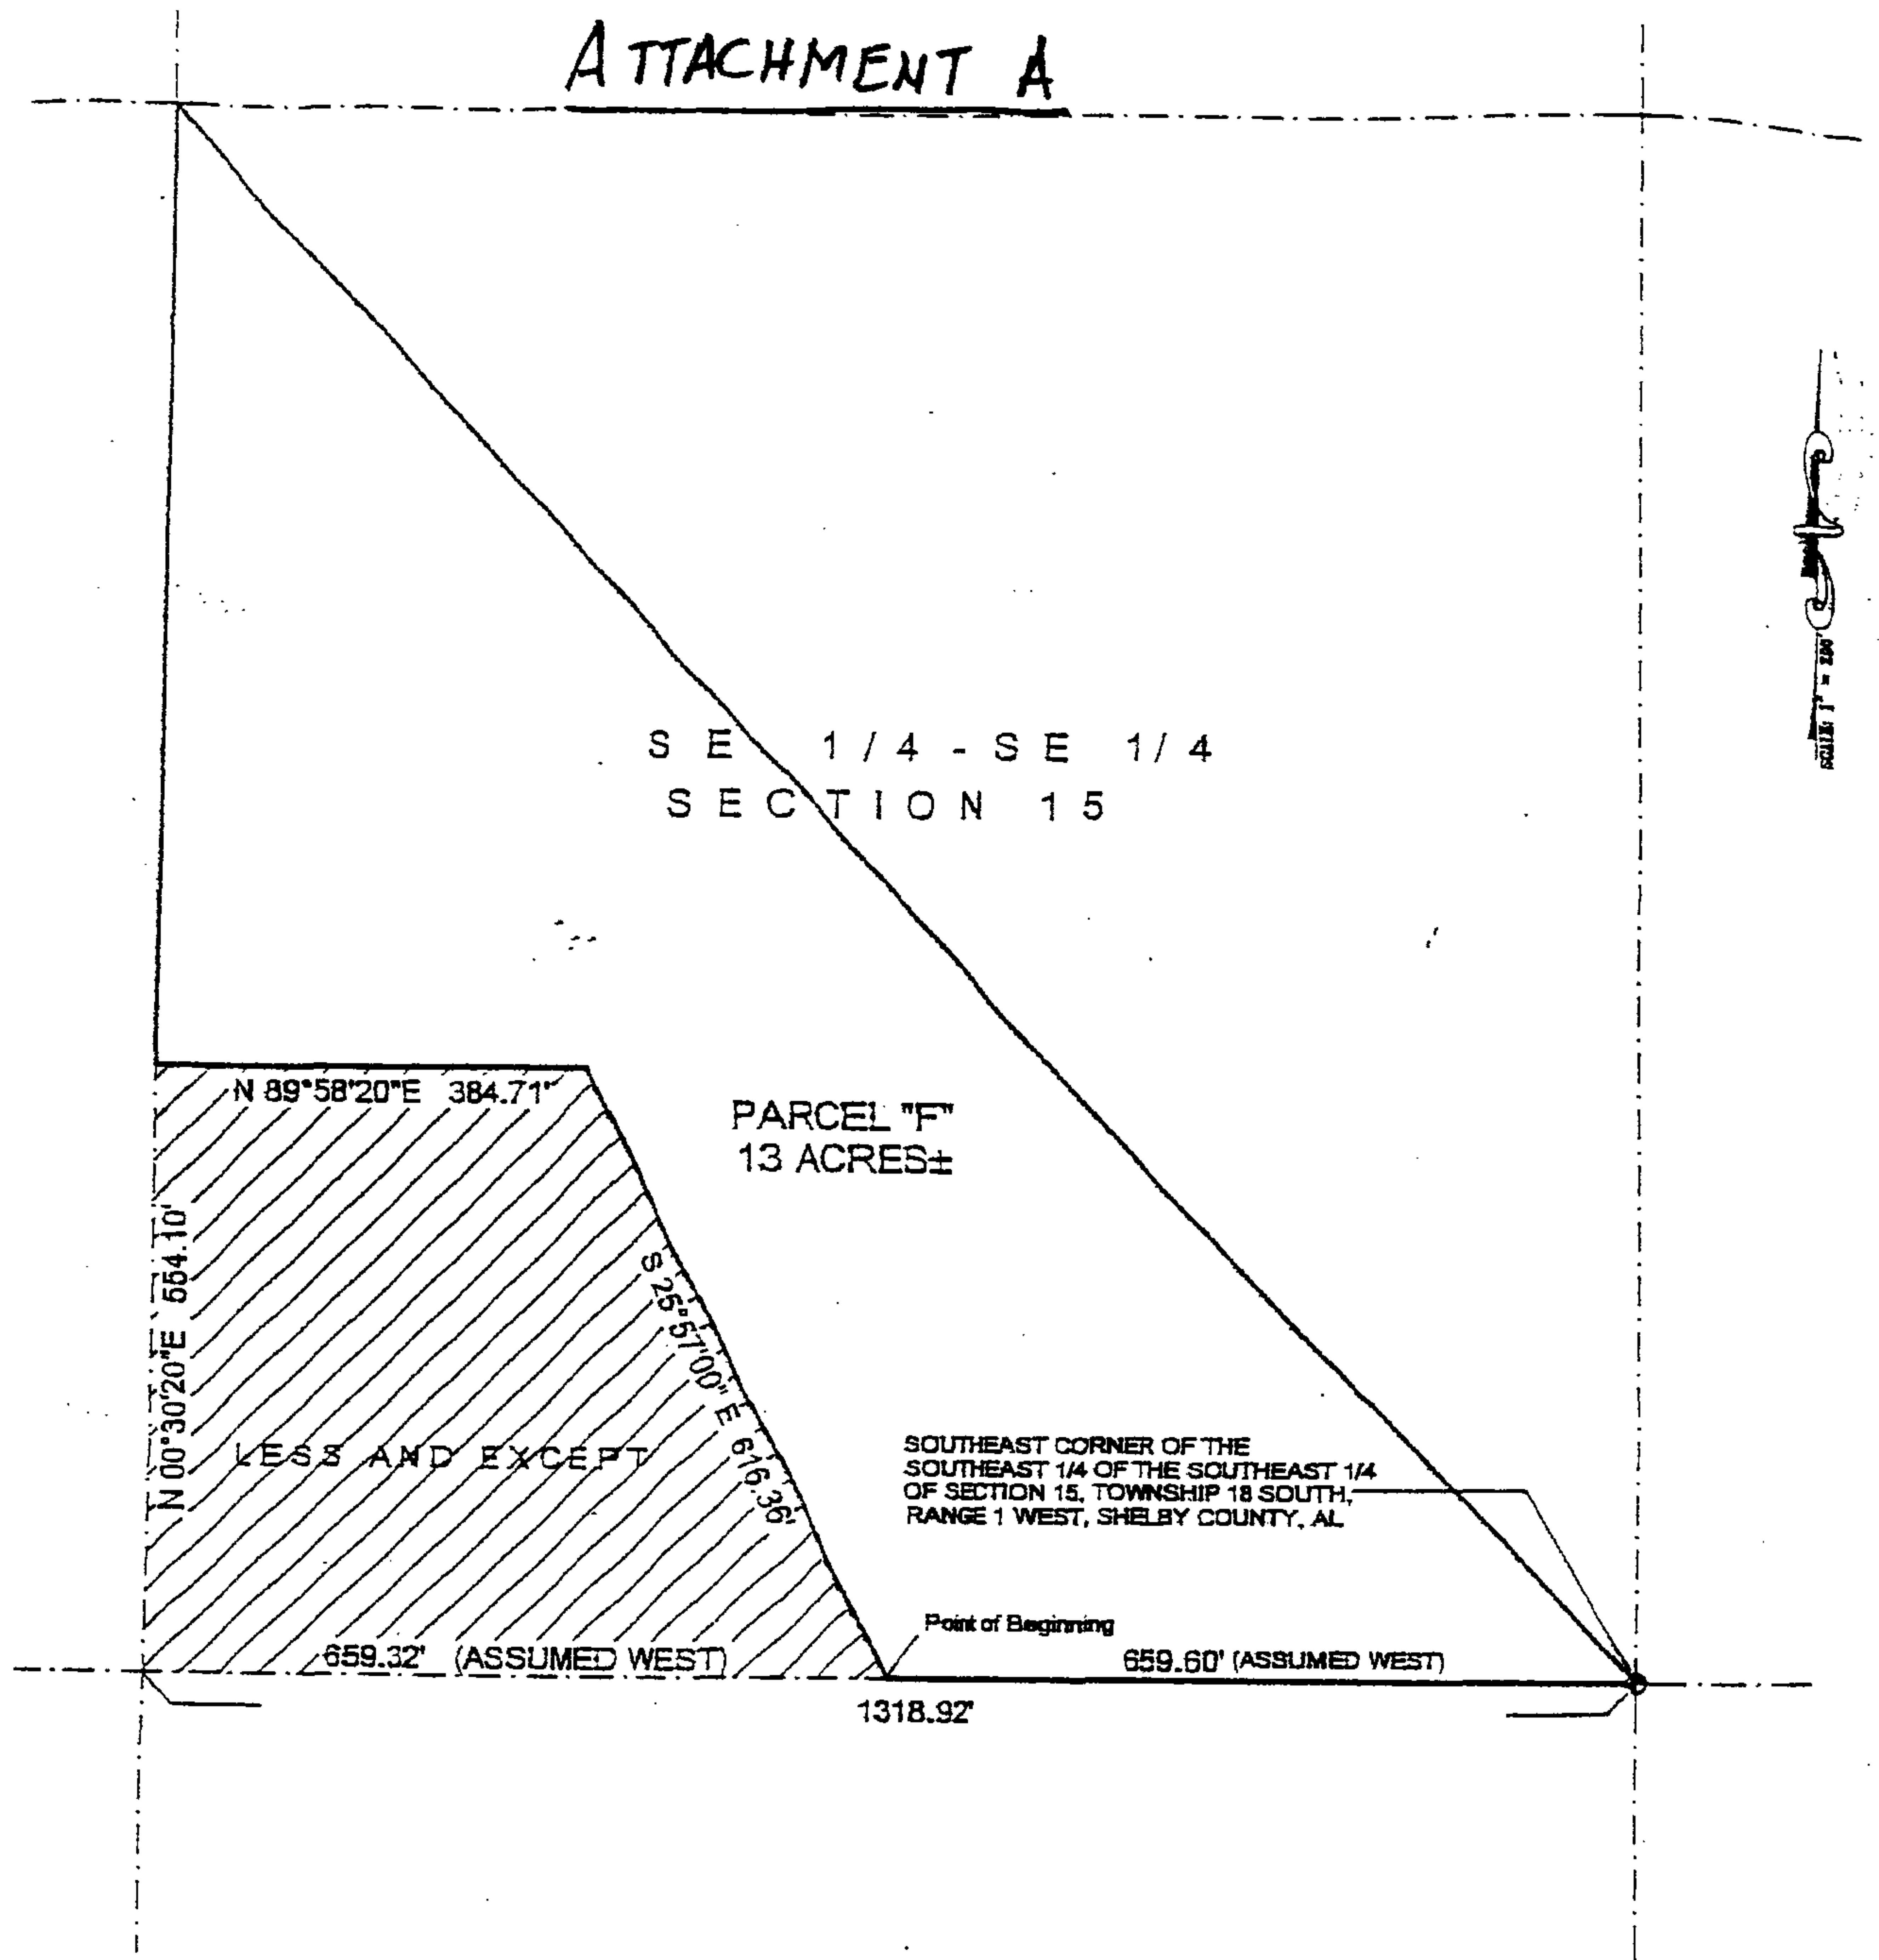 ATTACHMENT A
SCALE: 1" = 200'
SE 1/4 - SE 1/4
SECTION 15
N 89°58'20"E 384.71'
PARCEL "F"
13 ACRES±
N 00°30'20"E 554.10'
S 25°57'00" E 616.36'
LESS AND EXCEPT
SOUTHEAST CORNER OF THE
SOUTHEAST 1/4 OF THE SOUTHEAST 1/4
OF SECTION 15, TOWNSHIP 18 SOUTH,
RANGE 1 WEST, SHELBY COUNTY, AL
Point of Beginning
659.32' (ASSUMED WEST)
659.60' (ASSUMED WEST)
1318.92'